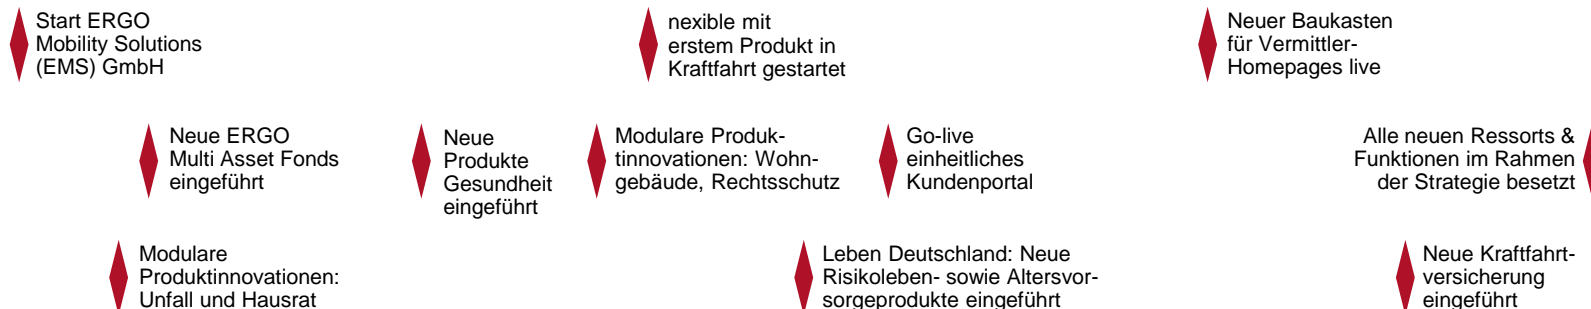 Start ERGO
Mobility Solutions
(EMS) GmbH
nexible mit
erstem Produkt in
Kraftfahrt gestartet
Neuer Baukasten
für Vermittler-
Homepages live
Neue ERGO
Multi Asset Fonds
eingeführt
Neue
Produkte
Gesundheit
eingeführt
Modulare Produk-
tinnovationen: Wohn-
gebäude, Rechtsschutz
Go-live
einheitliches
Kundenportal
Alle neuen Ressorts &
Funktionen im Rahmen
der Strategie besetzt
Modulare
Produktinnovationen:
Unfall und Hausrat
Leben Deutschland: Neue
Risikoleben- sowie Altersvor-
sorgeprodukte eingeführt
Neue Kraftfahrt-
versicherung
eingeführt